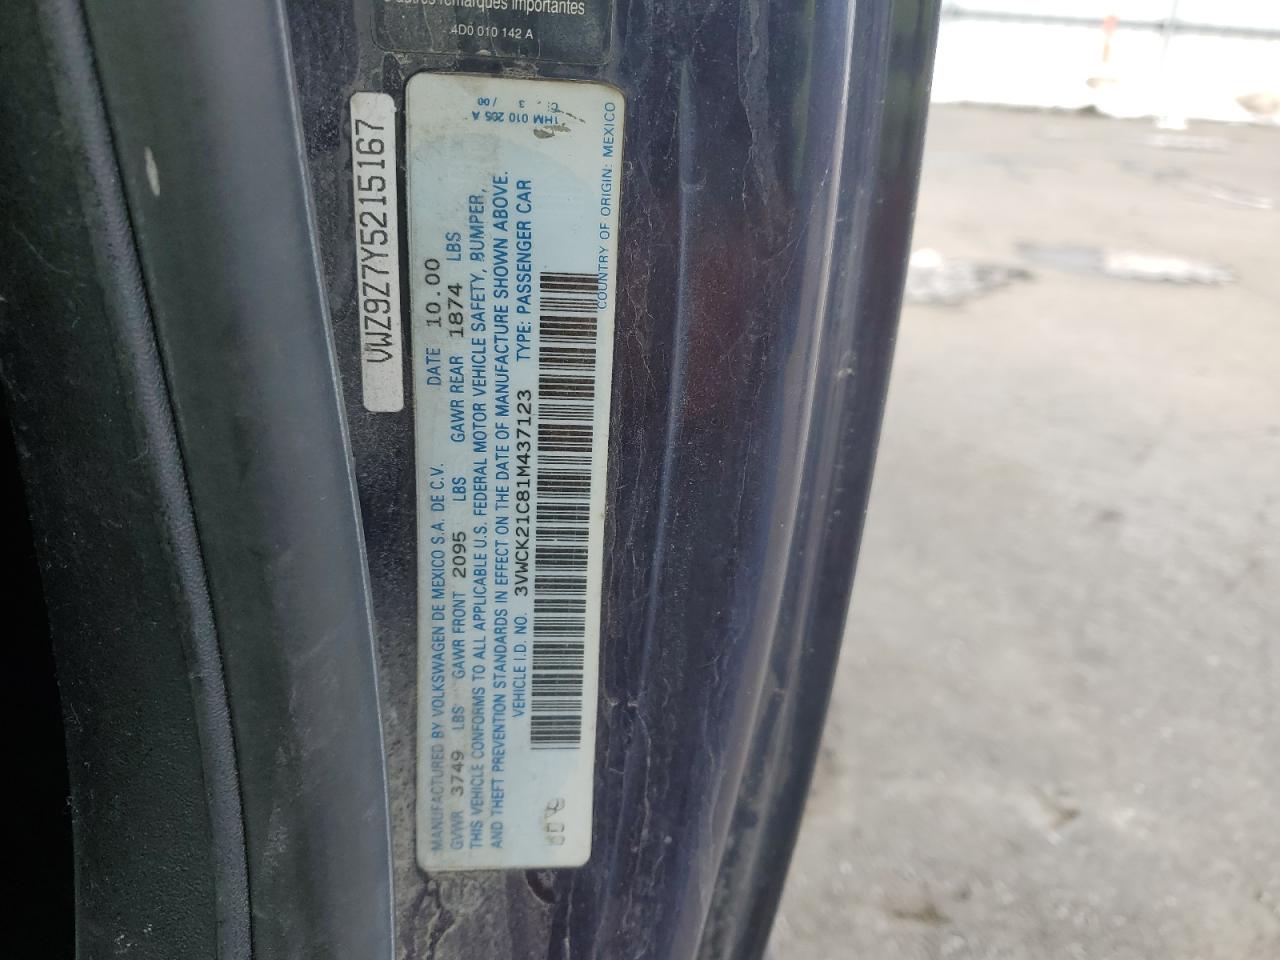 D'autres remarques importantes
4D0 010 142 A
VWZ9Z7Y5215167
1HM 010 205 A
3 / 00
MANUFACTURED BY VOLKSWAGEN DE MEXICO S.A. DE C.V. DATE 10.00
GVWR 3749 LBS GAWR FRONT 2095 LBS GAWR REAR 1874 LBS
THIS VEHICLE CONFORMS TO ALL APPLICABLE U.S. FEDERAL MOTOR VEHICLE SAFETY, BUMPER,
AND THEFT PREVENTION STANDARDS IN EFFECT ON THE DATE OF MANUFACTURE SHOWN ABOVE.
VEHICLE I.D. NO. 3VWCK21C81M437123 TYPE: PASSENGER CAR
COUNTRY OF ORIGIN: MEXICO